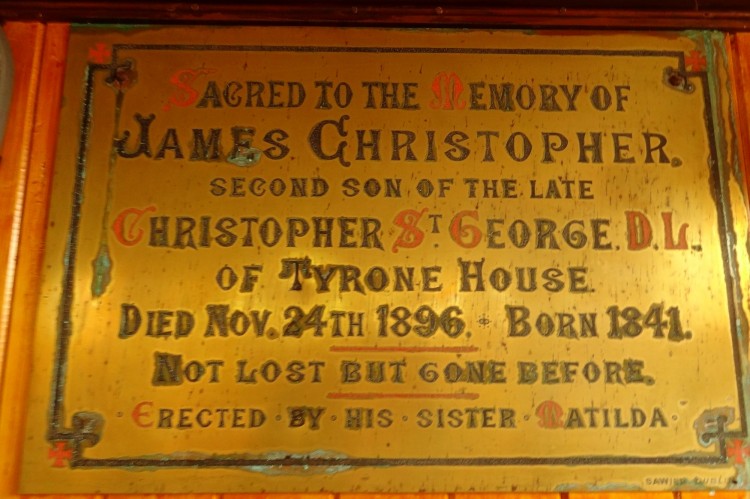 SACRED TO THE MEMORY OF
JAMES CHRISTOPHER.
SECOND SON OF THE LATE
CHRISTOPHER ST. GEORGE. D.L.,
OF TYRONE HOUSE.
DIED NOV. 24TH 1896. * BORN 1841.
NOT LOST BUT GONE BEFORE.
· ERECTED · BY · HIS · SISTER · MATILDA ·